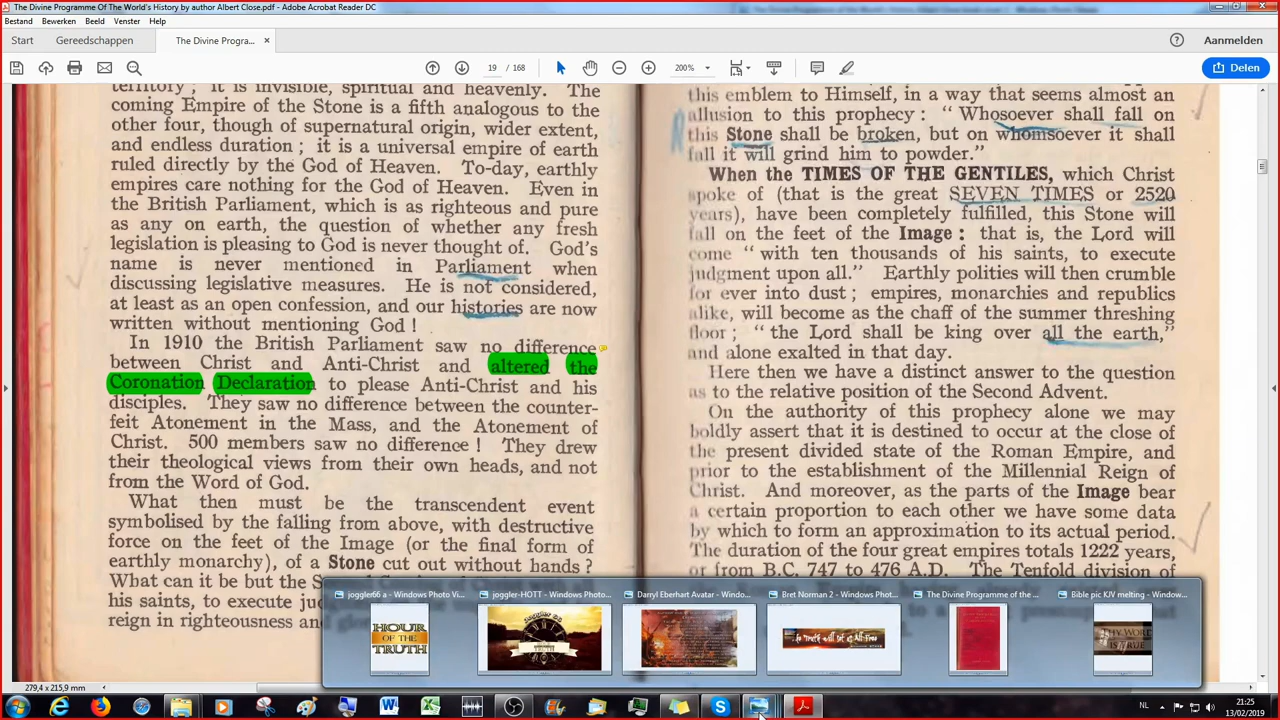 The Divine Programme Of The World's History by author Albert Close.pdf - Adobe Acrobat Reader DC
Bestand Bewerken Beeld Venster Help
Start Gereedschappen The Divine Progra... × Aanmelden
19 / 168 200% Delen
territory; it is invisible, spiritual and heavenly. The
coming Empire of the Stone is a fifth analogous to the
other four, though of supernatural origin, wider extent,
and endless duration; it is a universal empire of earth
ruled directly by the God of Heaven. To-day, earthly
empires care nothing for the God of Heaven. Even in
the British Parliament, which is as righteous and pure
as any on earth, the question of whether any fresh
legislation is pleasing to God is never thought of. God's
name is never mentioned in Parliament when
discussing legislative measures. He is not considered,
at least as an open confession, and our histories are now
written without mentioning God!
In 1910 the British Parliament saw no difference
between Christ and Anti-Christ and altered the
Coronation Declaration to please Anti-Christ and his
disciples. They saw no difference between the counter-
feit Atonement in the Mass, and the Atonement of
Christ. 500 members saw no difference! They drew
their theological views from their own heads, and not
from the Word of God.
What then must be the transcendent event
symbolised by the falling from above, with destructive
force on the feet of the Image (or the final form of
earthly monarchy), of a Stone cut out without hands?
What can it be but the
his saints, to execute
reign in righteousness and
this emblem to Himself, in a way that seems almost an
allusion to this prophecy: "Whosoever shall fall on
this Stone shall be broken, but on whomsoever it shall
fall it will grind him to powder."
When the TIMES OF THE GENTILES, which Christ
spoke of (that is the great SEVEN TIMES or 2520
years), have been completely fulfilled, this Stone will
fall on the feet of the Image: that is, the Lord will
come "with ten thousands of his saints, to execute
judgment upon all." Earthly polities will then crumble
for ever into dust; empires, monarchies and republics
alike, will become as the chaff of the summer threshing
floor; "the Lord shall be king over all the earth,"
and alone exalted in that day.
Here then we have a distinct answer to the question
as to the relative position of the Second Advent.
On the authority of this prophecy alone we may
boldly assert that it is destined to occur at the close of
the present divided state of the Roman Empire, and
prior to the establishment of the Millennial Reign of
Christ. And moreover, as the parts of the Image bear
a certain proportion to each other we have some data
by which to form an approximation to its actual period.
The duration of the four great empires totals 1222 years,
or from B.C. 747 to 476 A.D. The Tenfold division of
joggler66 a - Windows Photo Vi... joggler-HOTT - Windows Photo... Darryl Eberhart Avatar - Windo... Bret Norman 2 - Windows Phot... The Divine Programme of the ... Bible pic KJV melting - Window...
HOUR
OF THE
TRUTH
279,4 x 215,9 mm
NL 21:25
13/02/2019